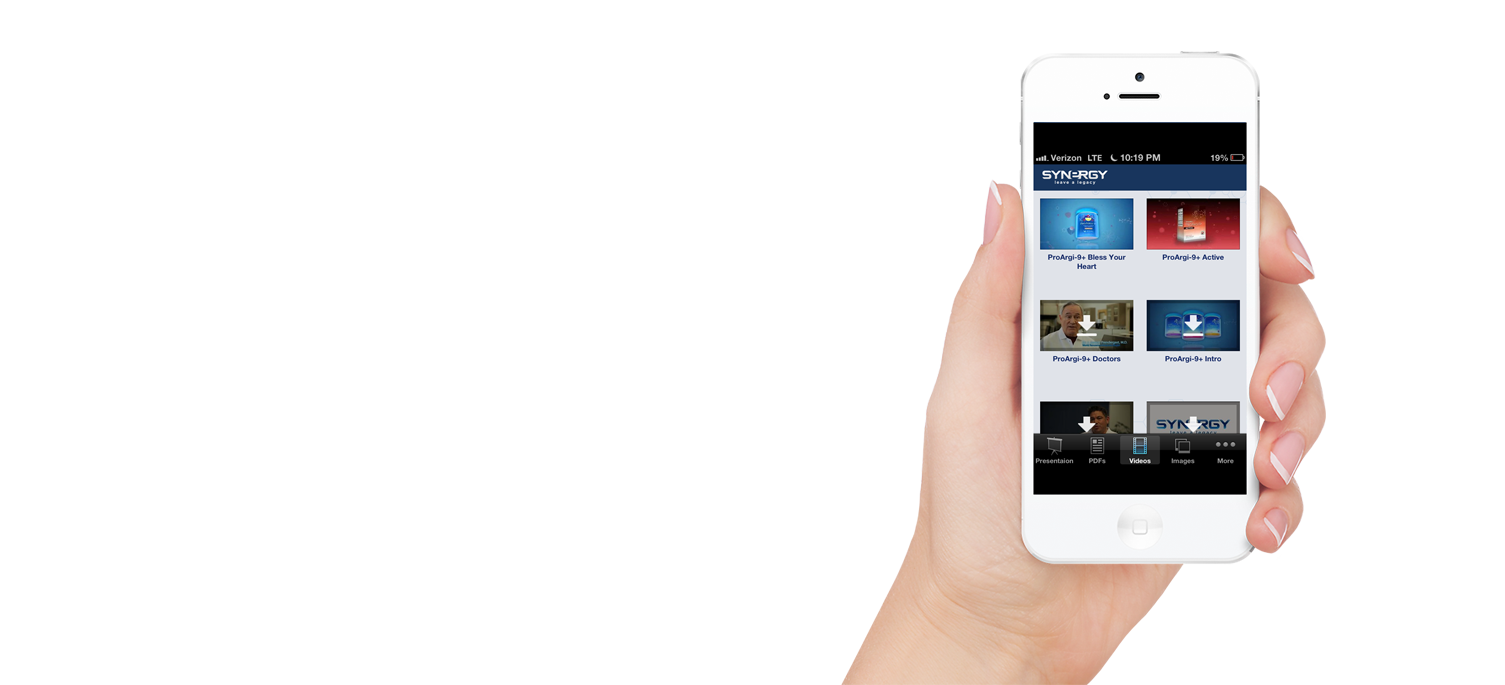 Verizon LTE 10:19 PM 19%
SYNERGY
leave a legacy
ProArgi-9+ Bless Your
Heart
ProArgi-9+ Active
ProArgi-9+ Doctors
ProArgi-9+ Intro
SYNERGY
Presentaion PDFs Videos Images More